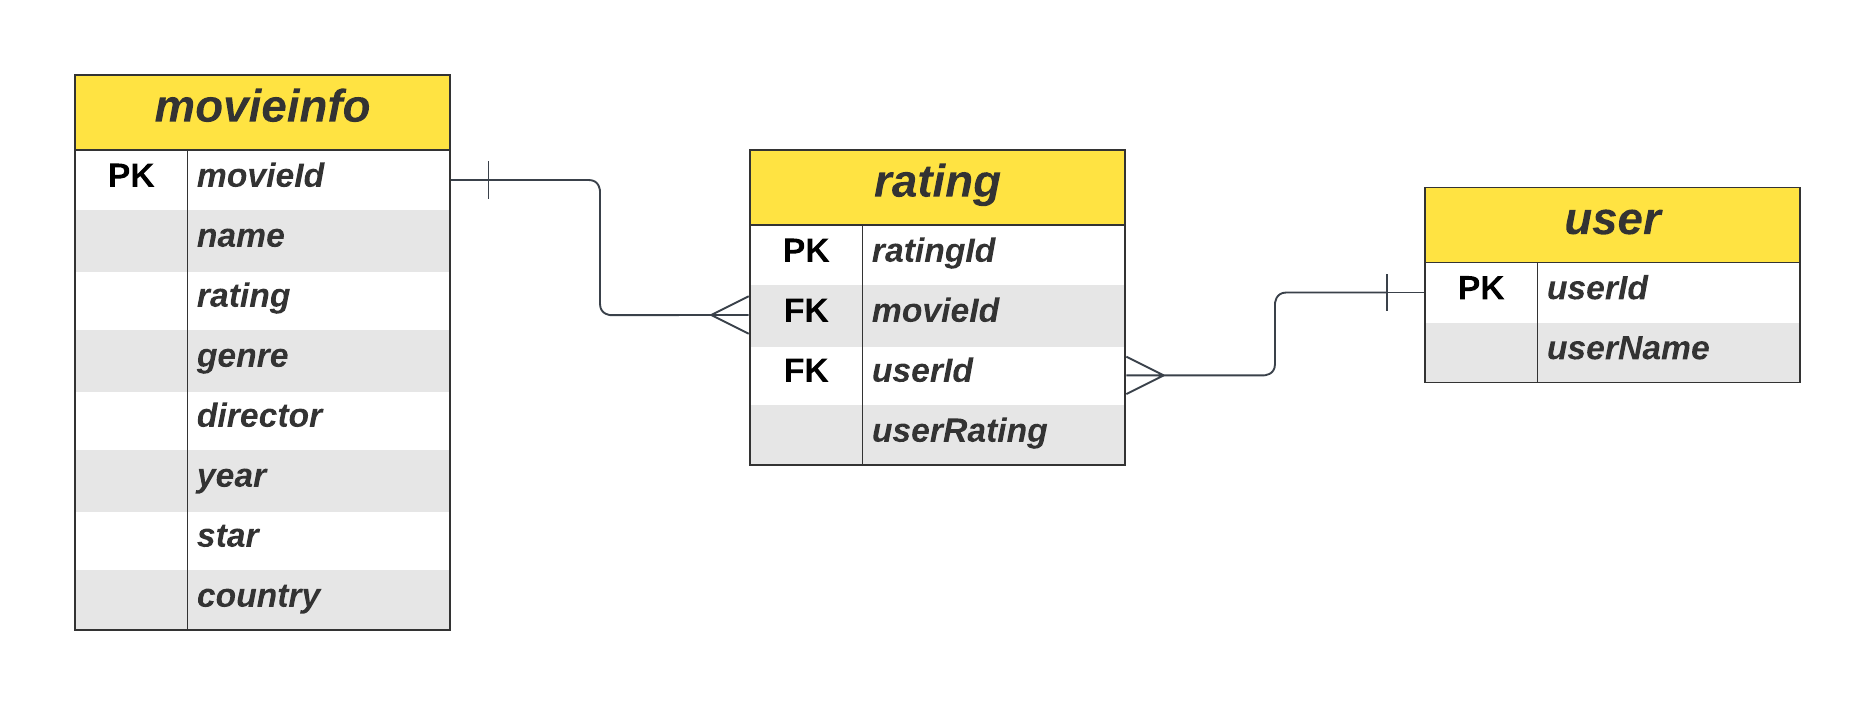 movieinfo
PK movieId
name
rating
genre
director
year
star
country
rating
PK ratingId
FK movieId
FK userId
userRating
user
PK userId
userName